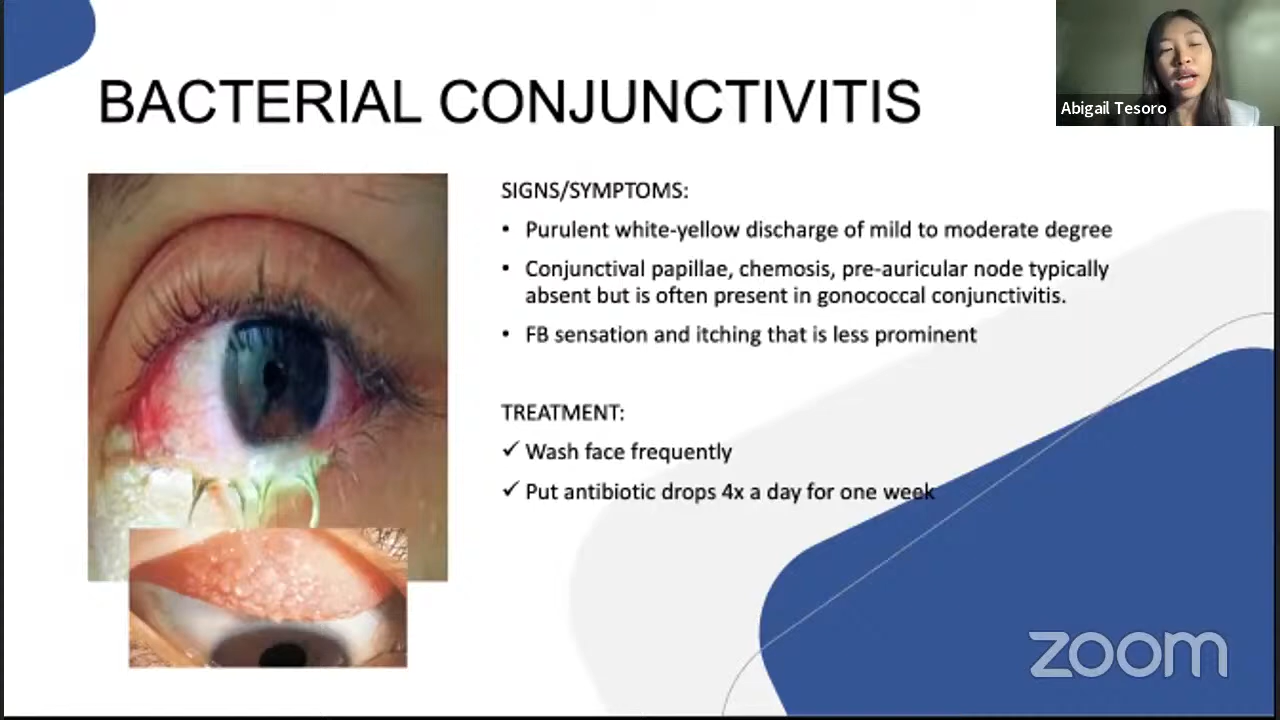 BACTERIAL CONJUNCTIVITIS
Abigail Tesoro
SIGNS/SYMPTOMS:
• Purulent white-yellow discharge of mild to moderate degree
• Conjunctival papillae, chemosis, pre-auricular node typically
absent but is often present in gonococcal conjunctivitis.
• FB sensation and itching that is less prominent
TREATMENT:
✓ Wash face frequently
✓ Put antibiotic drops 4x a day for one week
zoom